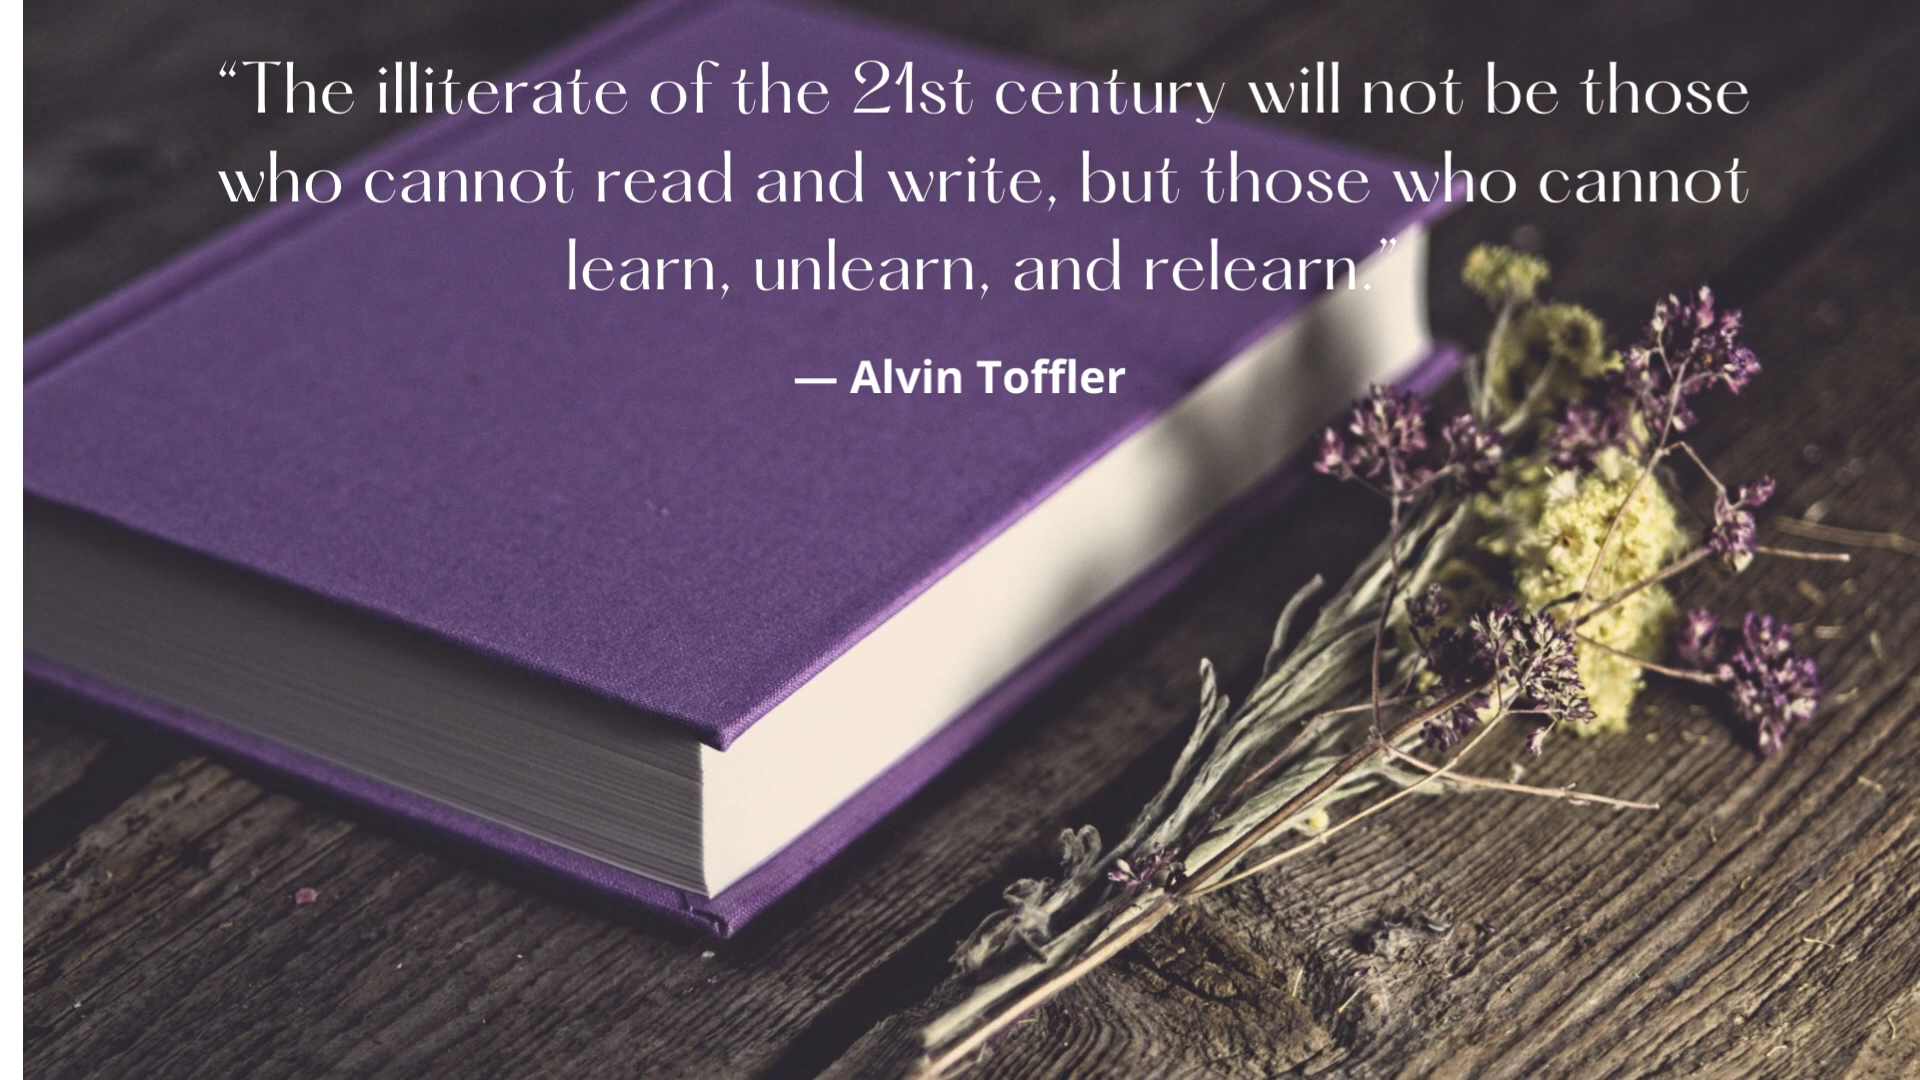 “The illiterate of the 21st century will not be those
who cannot read and write, but those who cannot
learn, unlearn, and relearn.”
— Alvin Toffler